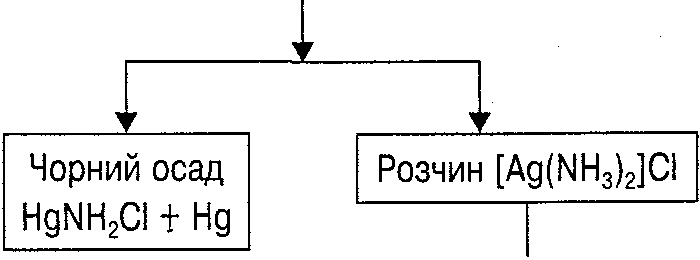 Чорний осад
HgNH₂Cl + Hg
Розчин [Ag(NH₃)₂]Cl